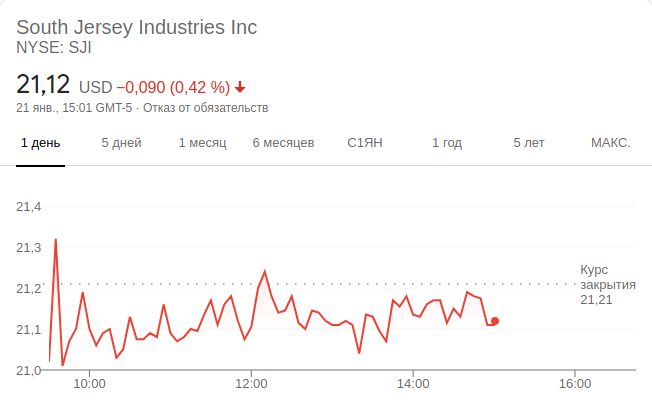 South Jersey Industries Inc
NYSE: SJI
21,12 USD −0,090 (0,42 %)
21 янв., 15:01 GMT-5 · Отказ от обязательств
1 день 5 дней 1 месяц 6 месяцев С1ЯН 1 год 5 лет МАКС.
21,4
21,3
21,2
21,1
21,0
Курс
закрытия
21,21
10:00 12:00 14:00 16:00